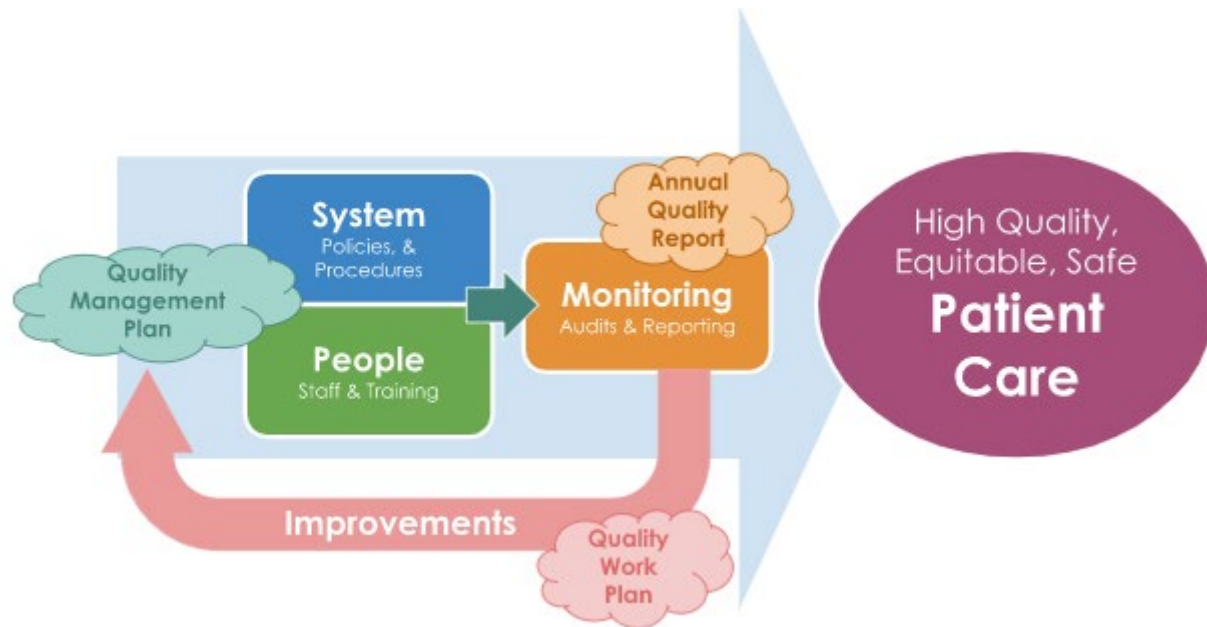 Quality
Management
Plan
System
Policies, &
Procedures
People
Staff & Training
Annual
Quality
Report
Monitoring
Audits & Reporting
Improvements
Quality
Work
Plan
High Quality,
Equitable, Safe
Patient
Care